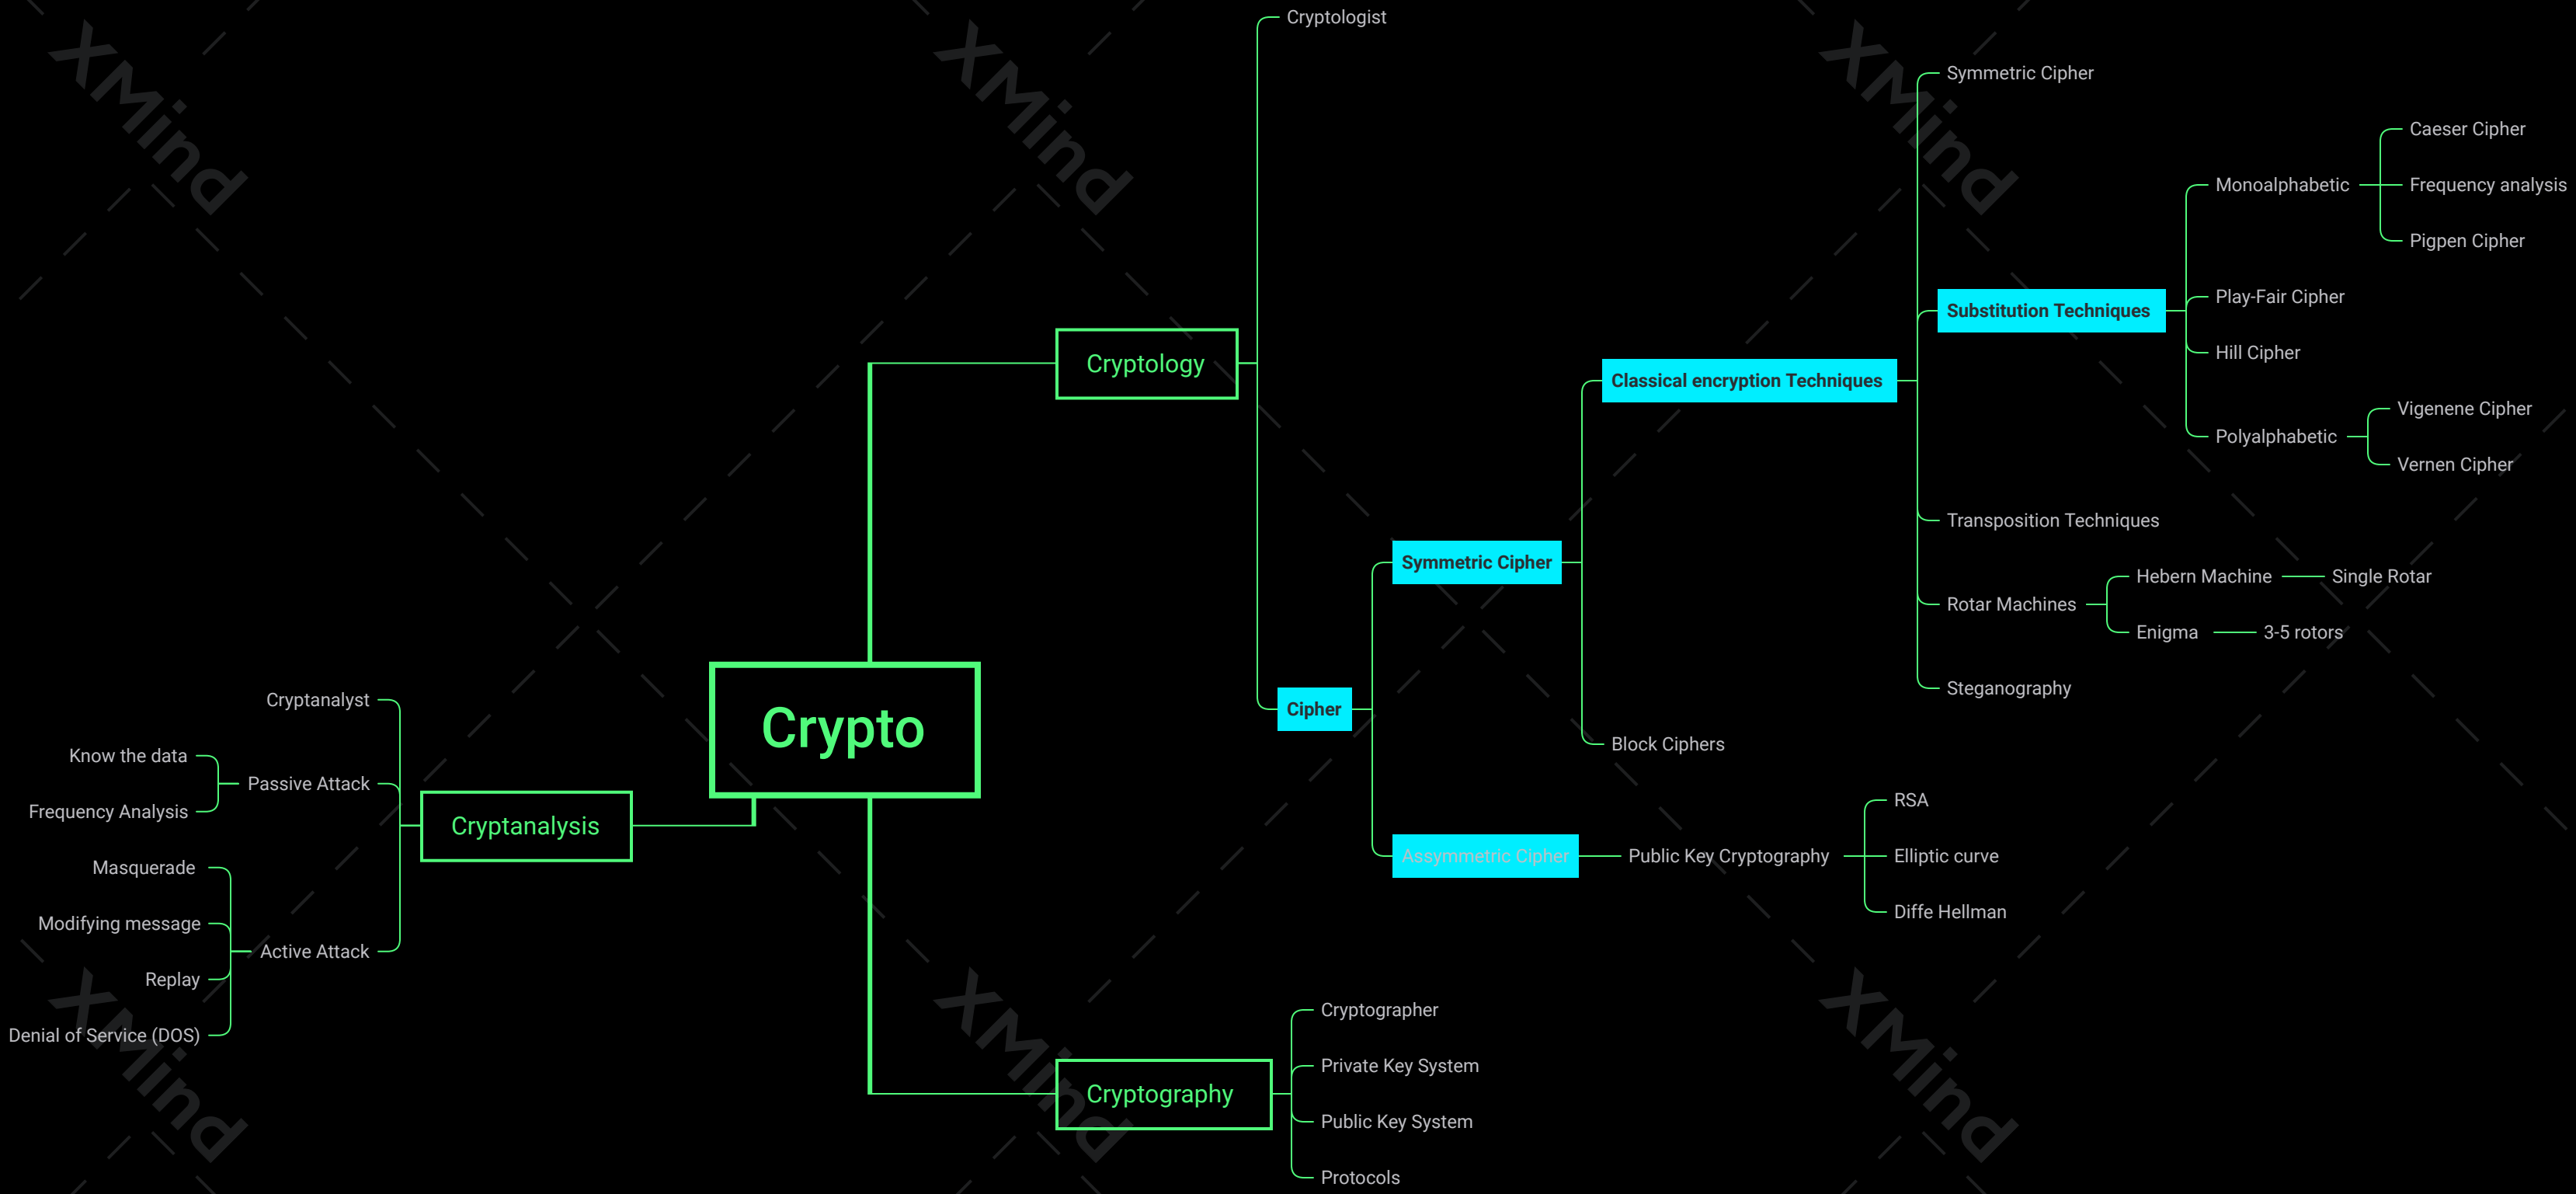 Crypto
Cryptology
Cryptologist
Cipher
Symmetric Cipher
Classical encryption Techniques
Symmetric Cipher
Substitution Techniques
Monoalphabetic
Caeser Cipher
Frequency analysis
Pigpen Cipher
Play-Fair Cipher
Hill Cipher
Polyalphabetic
Vigenene Cipher
Vernen Cipher
Transposition Techniques
Rotar Machines
Hebern Machine
Single Rotar
Enigma
3-5 rotors
Steganography
Block Ciphers
Assymmetric Cipher
Public Key Cryptography
RSA
Elliptic curve
Diffe Hellman
Cryptography
Cryptographer
Private Key System
Public Key System
Protocols
Cryptanalysis
Cryptanalyst
Passive Attack
Know the data
Frequency Analysis
Active Attack
Masquerade
Modifying message
Replay
Denial of Service (DOS)
XMind
XMind
XMind
XMind
XMind
XMind